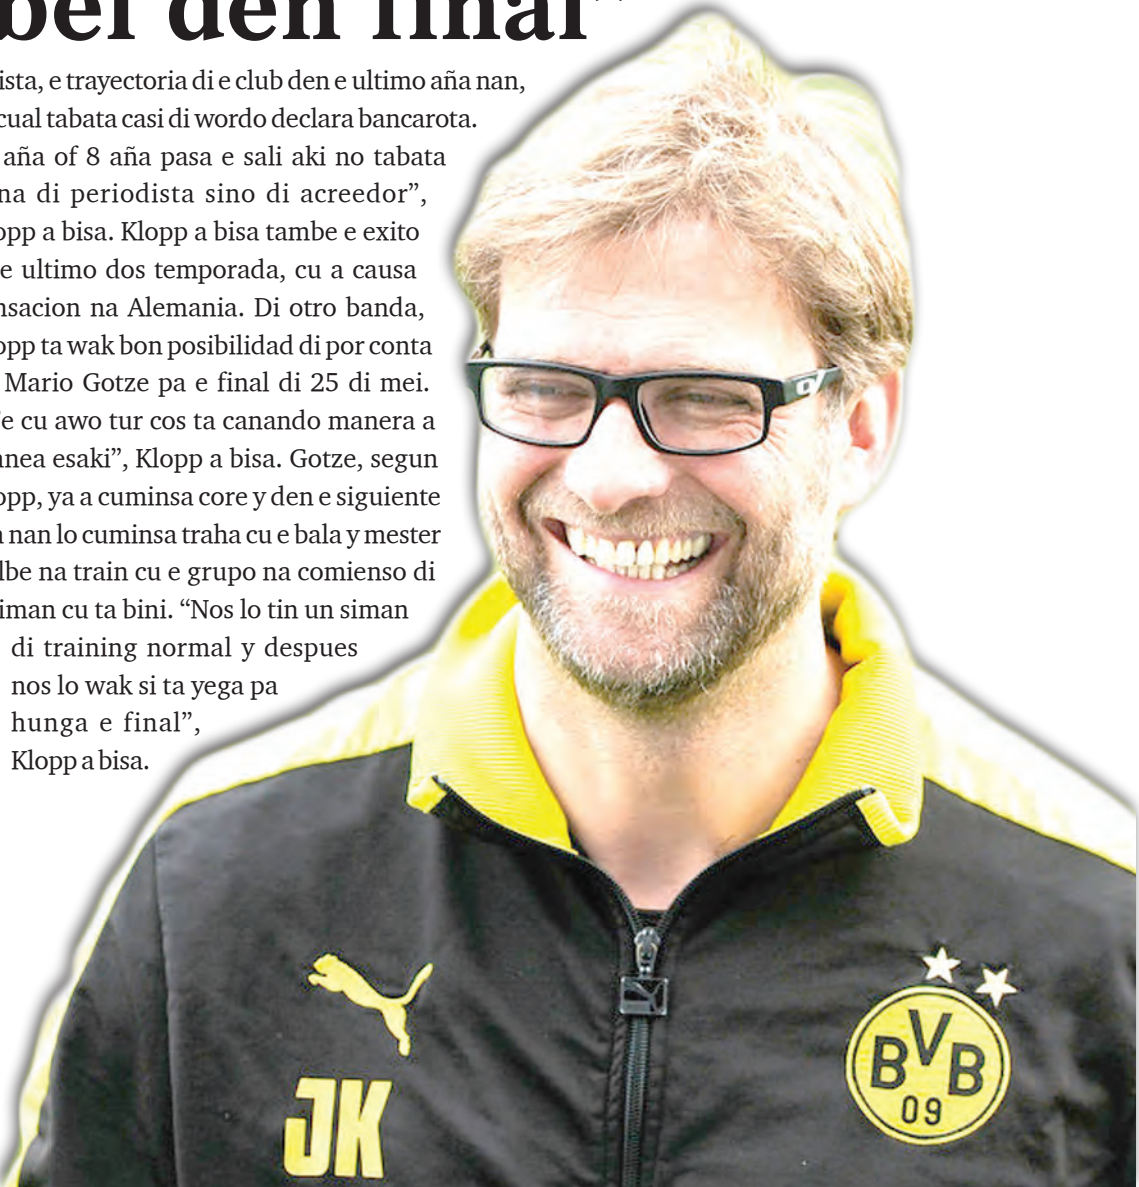 bei den final”
ista, e trayectoria di e club den e ultimo aña nan,
cual tabata casi di wordo declara bancarota.
aña of 8 aña pasa e sali aki no tabata
na di periodista sino di acreedor”,
opp a bisa. Klopp a bisa tambe e exito
e ultimo dos temporada, cu a causa
nsacion na Alemania. Di otro banda,
opp ta wak bon posibilidad di por conta
Mario Gotze pa e final di 25 di mei.
e cu awo tur cos ta canando manera a
anea esaki”, Klopp a bisa. Gotze, segun
opp, ya a cuminsa core y den e siguiente
nan lo cuminsa traha cu e bala y mester
lbe na train cu e grupo na comienso di
iman cu ta bini. “Nos lo tin un siman
di training normal y despues
nos lo wak si ta yega pa
hunga e final”,
Klopp a bisa.
JK
BVB
09